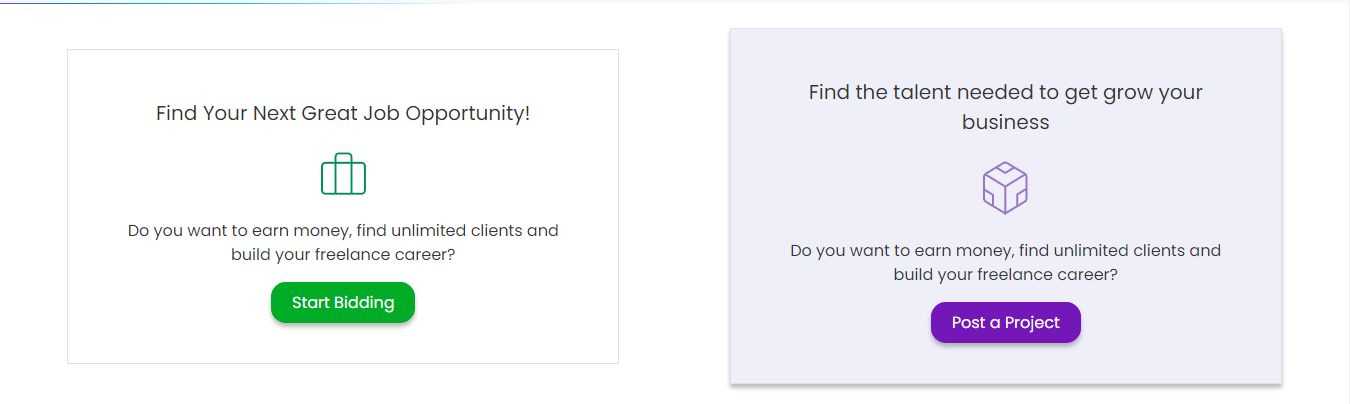 Find Your Next Great Job Opportunity!
Do you want to earn money, find unlimited clients and
build your freelance career?
Start Bidding
Find the talent needed to get grow your
business
Do you want to earn money, find unlimited clients and
build your freelance career?
Post a Project